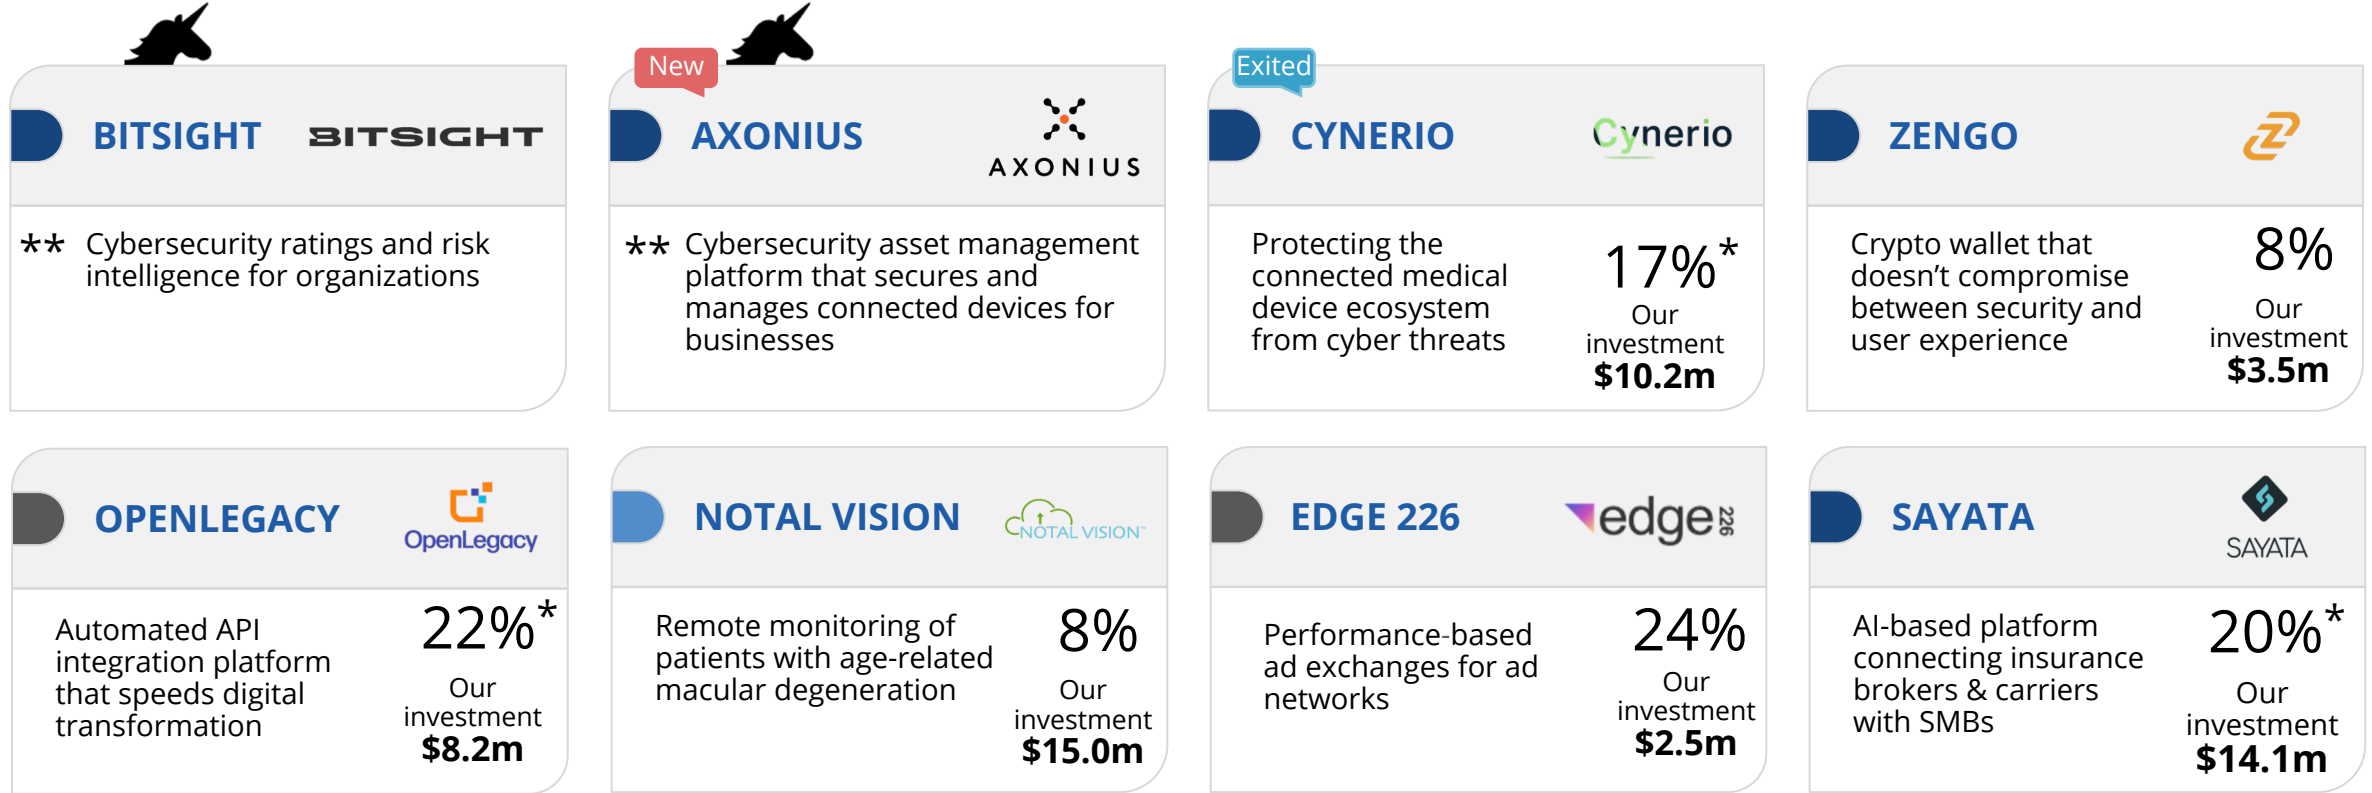 BITSIGHT
BITSIGHT
** Cybersecurity ratings and risk
intelligence for organizations
New
AXONIUS
AXONIUS
** Cybersecurity asset management
platform that secures and
manages connected devices for
businesses
Exited
CYNERIO
Cynerio
Protecting the
connected medical
device ecosystem
from cyber threats
17%*
Our
investment
$10.2m
ZENGO
Crypto wallet that
doesn’t compromise
between security and
user experience
8%
Our
investment
$3.5m
OPENLEGACY
OpenLegacy
Automated API
integration platform
that speeds digital
transformation
22%*
Our
investment
$8.2m
NOTAL VISION
NOTAL VISION™
Remote monitoring of
patients with age-related
macular degeneration
8%
Our
investment
$15.0m
EDGE 226
edge 226
Performance-based
ad exchanges for ad
networks
24%
Our
investment
$2.5m
SAYATA
SAYATA
AI-based platform
connecting insurance
brokers & carriers
with SMBs
20%*
Our
investment
$14.1m